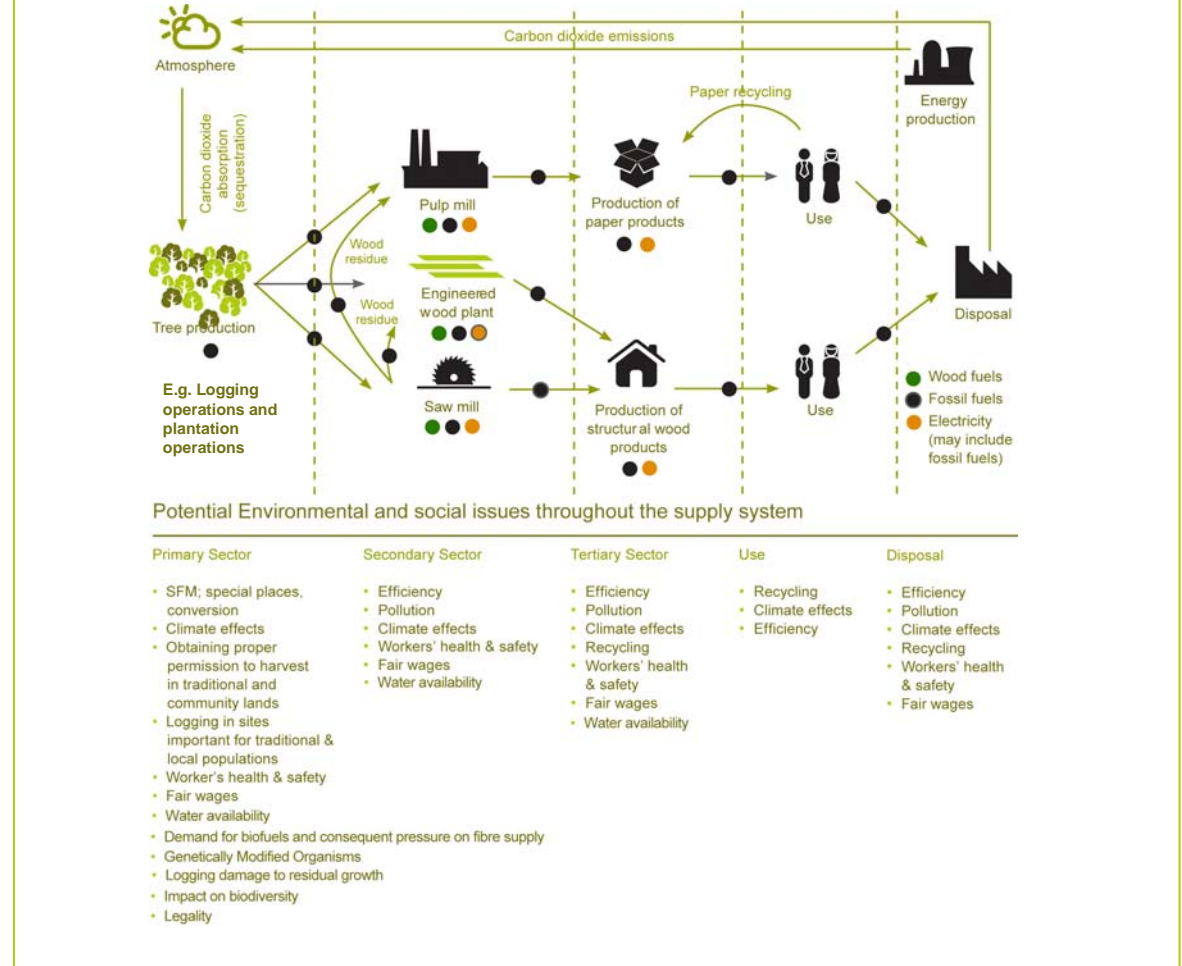 Carbon dioxide emissions
Atmosphere
Energy
production
Paper recycling
Carbon dioxide
absorption
(sequestration)
Pulp mill
Production of
paper products
Use
Wood
residue
Engineered
wood plant
Wood
residue
Tree production
Disposal
E.g. Logging
operations and
plantation
operations
Saw mill
Production of
structural wood
products
Use
Wood fuels
Fossil fuels
Electricity
(may include
fossil fuels)
Potential Environmental and social issues throughout the supply system
Primary Sector
• SFM; special places,
conversion
• Climate effects
• Obtaining proper
permission to harvest
in traditional and
community lands
• Logging in sites
important for traditional &
local populations
• Worker's health & safety
• Fair wages
• Water availability
• Demand for biofuels and consequent pressure on fibre supply
• Genetically Modified Organisms
• Logging damage to residual growth
• Impact on biodiversity
• Legality
Secondary Sector
• Efficiency
• Pollution
• Climate effects
• Workers' health & safety
• Fair wages
• Water availability
Tertiary Sector
• Efficiency
• Pollution
• Climate effects
• Recycling
• Workers' health
& safety
• Fair wages
• Water availability
Use
• Recycling
• Climate effects
• Efficiency
Disposal
• Efficiency
• Pollution
• Climate effects
• Recycling
• Workers' health
& safety
• Fair wages